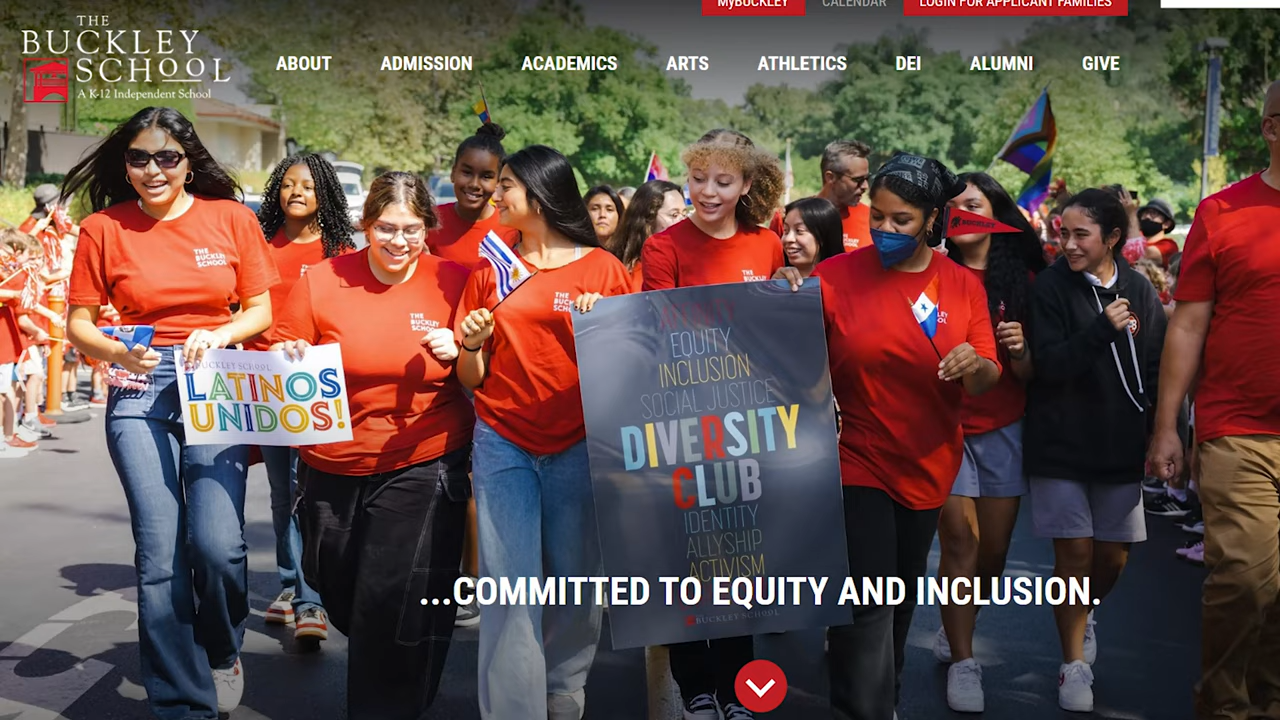 MyBUCKLEY
CALENDAR
LOGIN FOR APPLICANT FAMILIES
THE
BUCKLEY
SCHOOL
A K-12 Independent School
ABOUT
ADMISSION
ACADEMICS
ARTS
ATHLETICS
DEI
ALUMNI
GIVE
THE
BUCKLEY
SCHOOL
BUCKLEY SCHOOL
LATINOS
UNIDOS!
EQUITY
INCLUSION
SOCIAL JUSTICE
DIVERSITY
CLUB
IDENTITY
ALLYSHIP
ACTIVISM
BUCKLEY SCHOOL
...COMMITTED TO EQUITY AND INCLUSION.